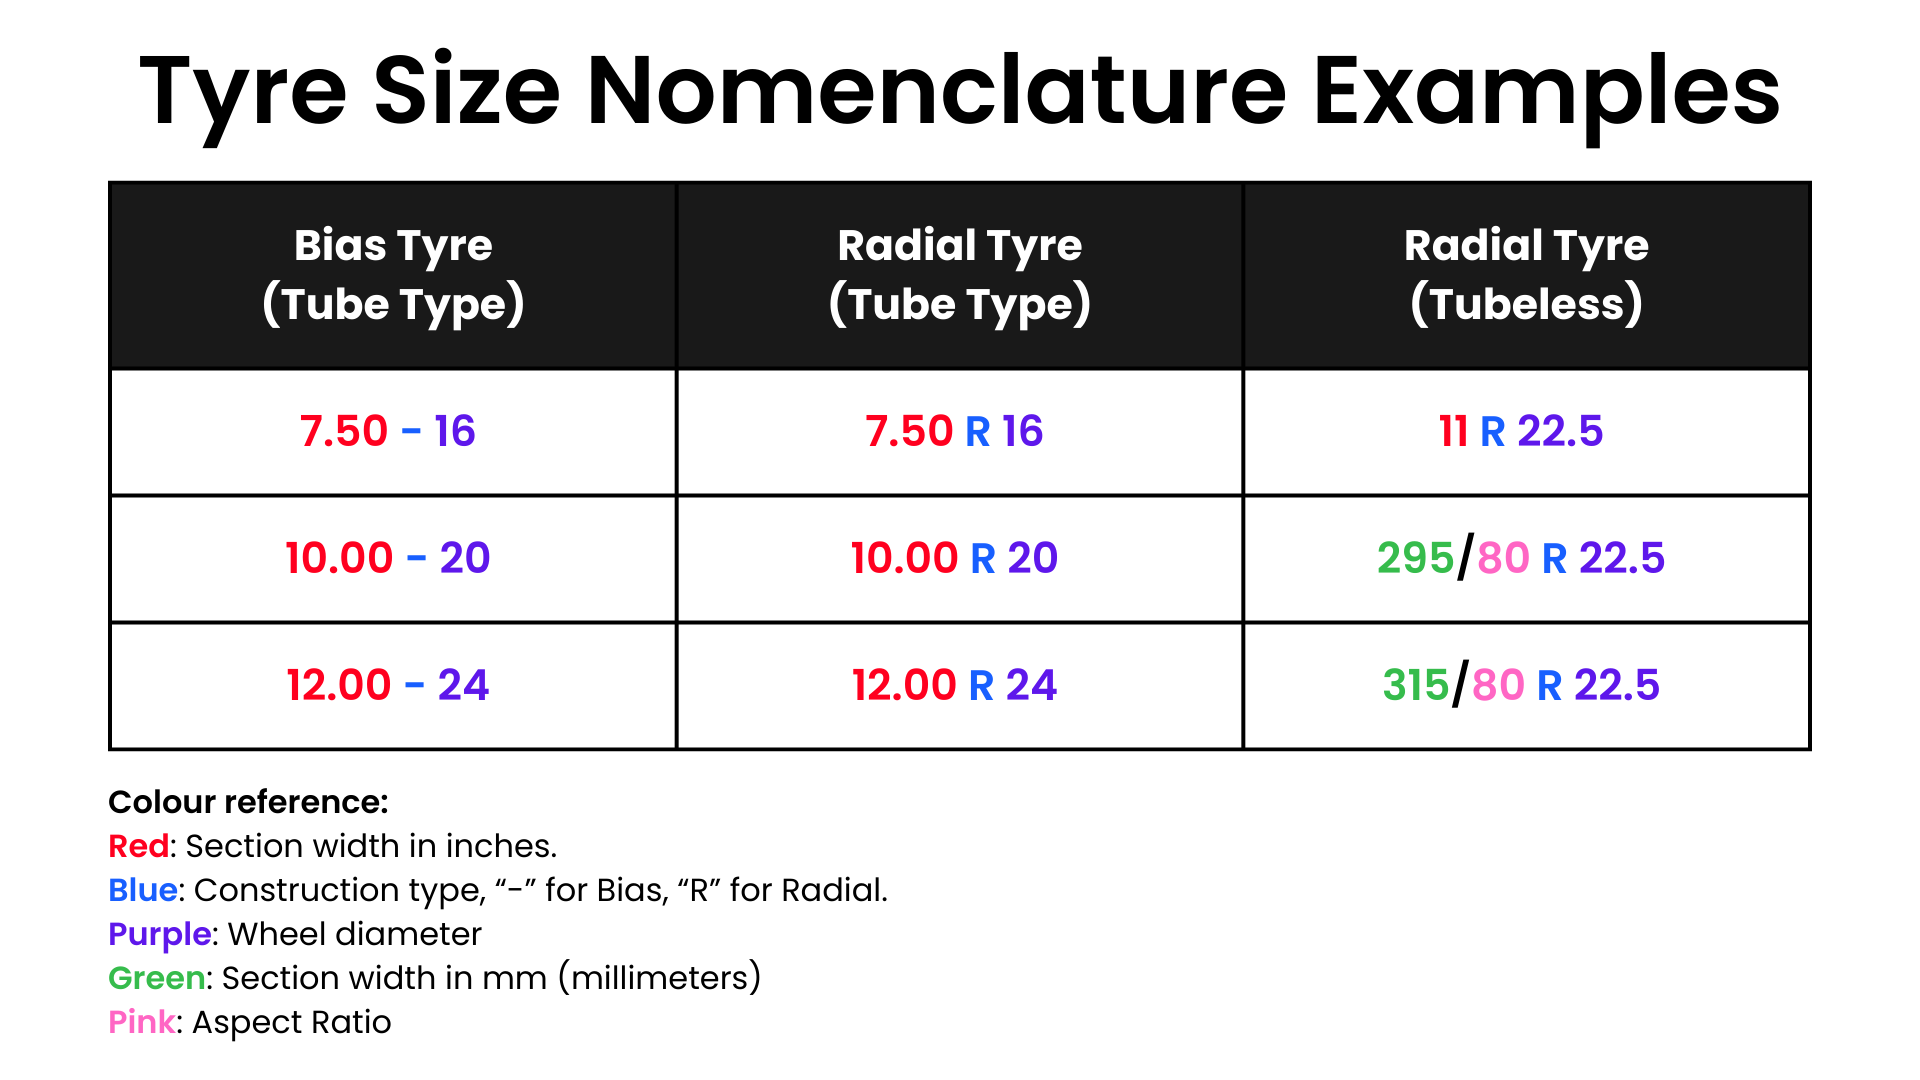 Tyre Size Nomenclature Examples
Bias Tyre
(Tube Type)
Radial Tyre
(Tube Type)
Radial Tyre
(Tubeless)
7.50 - 16
7.50 R 16
11 R 22.5
10.00 - 20
10.00 R 20
295/80 R 22.5
12.00 - 24
12.00 R 24
315/80 R 22.5
Colour reference:
Red: Section width in inches.
Blue: Construction type, “-” for Bias, “R” for Radial.
Purple: Wheel diameter
Green: Section width in mm (millimeters)
Pink: Aspect Ratio